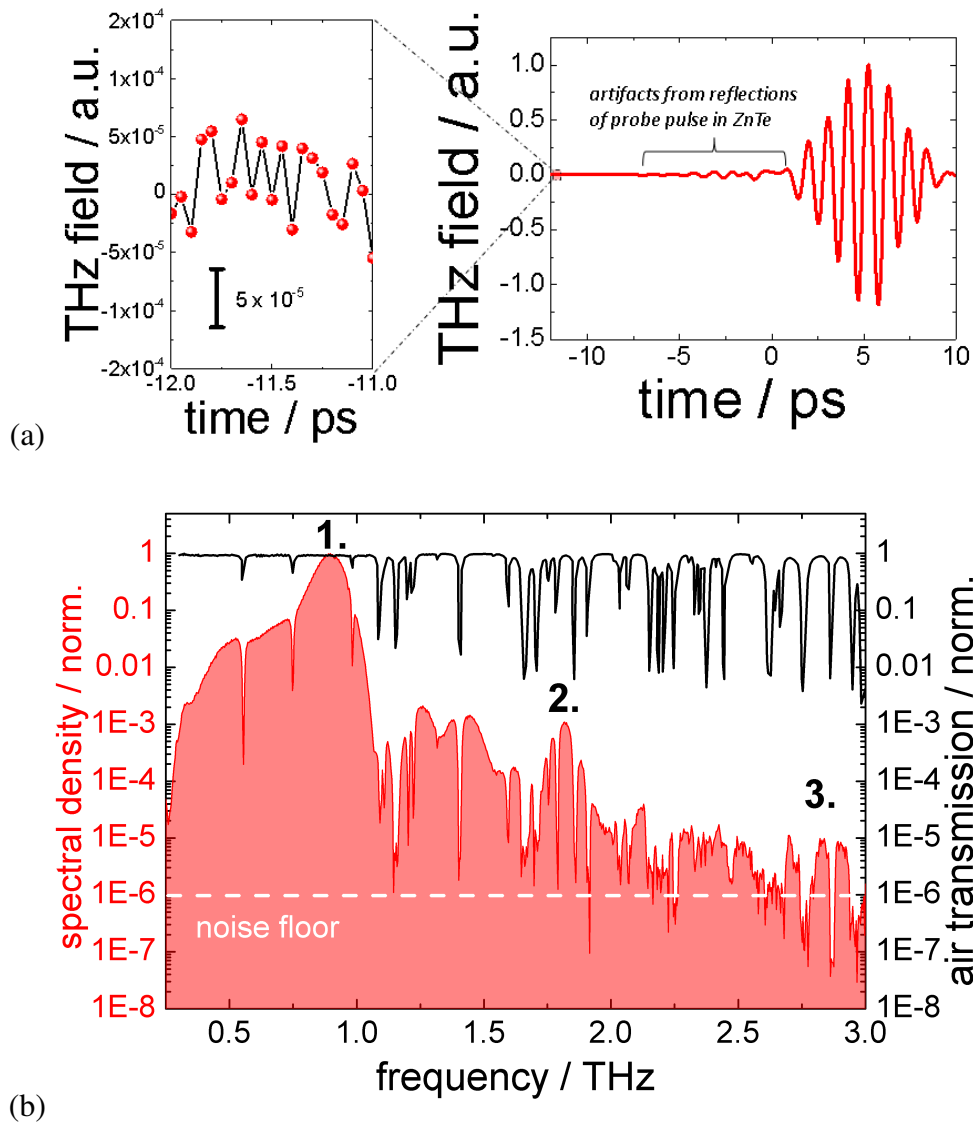 2x10⁻⁴
1x10⁻⁴
5x10⁻⁵
0
-5x10⁻⁵
-1x10⁻⁴
-2x10⁻⁴
THz field / a.u.
5 x 10⁻⁵
-12.0 -11.5 -11.0
time / ps
1.0
0.5
0.0
-0.5
-1.0
-1.5
THz field / a.u.
artifacts from reflections
of probe pulse in ZnTe
-10 -5 0 5 10
time / ps
(a)
1
0.1
0.01
1E-3
1E-4
1E-5
1E-6
1E-7
1E-8
spectral density / norm.
1.
2.
3.
noise floor
1
0.1
0.01
1E-3
1E-4
1E-5
1E-6
1E-7
1E-8
air transmission / norm.
0.5 1.0 1.5 2.0 2.5 3.0
frequency / THz
(b)